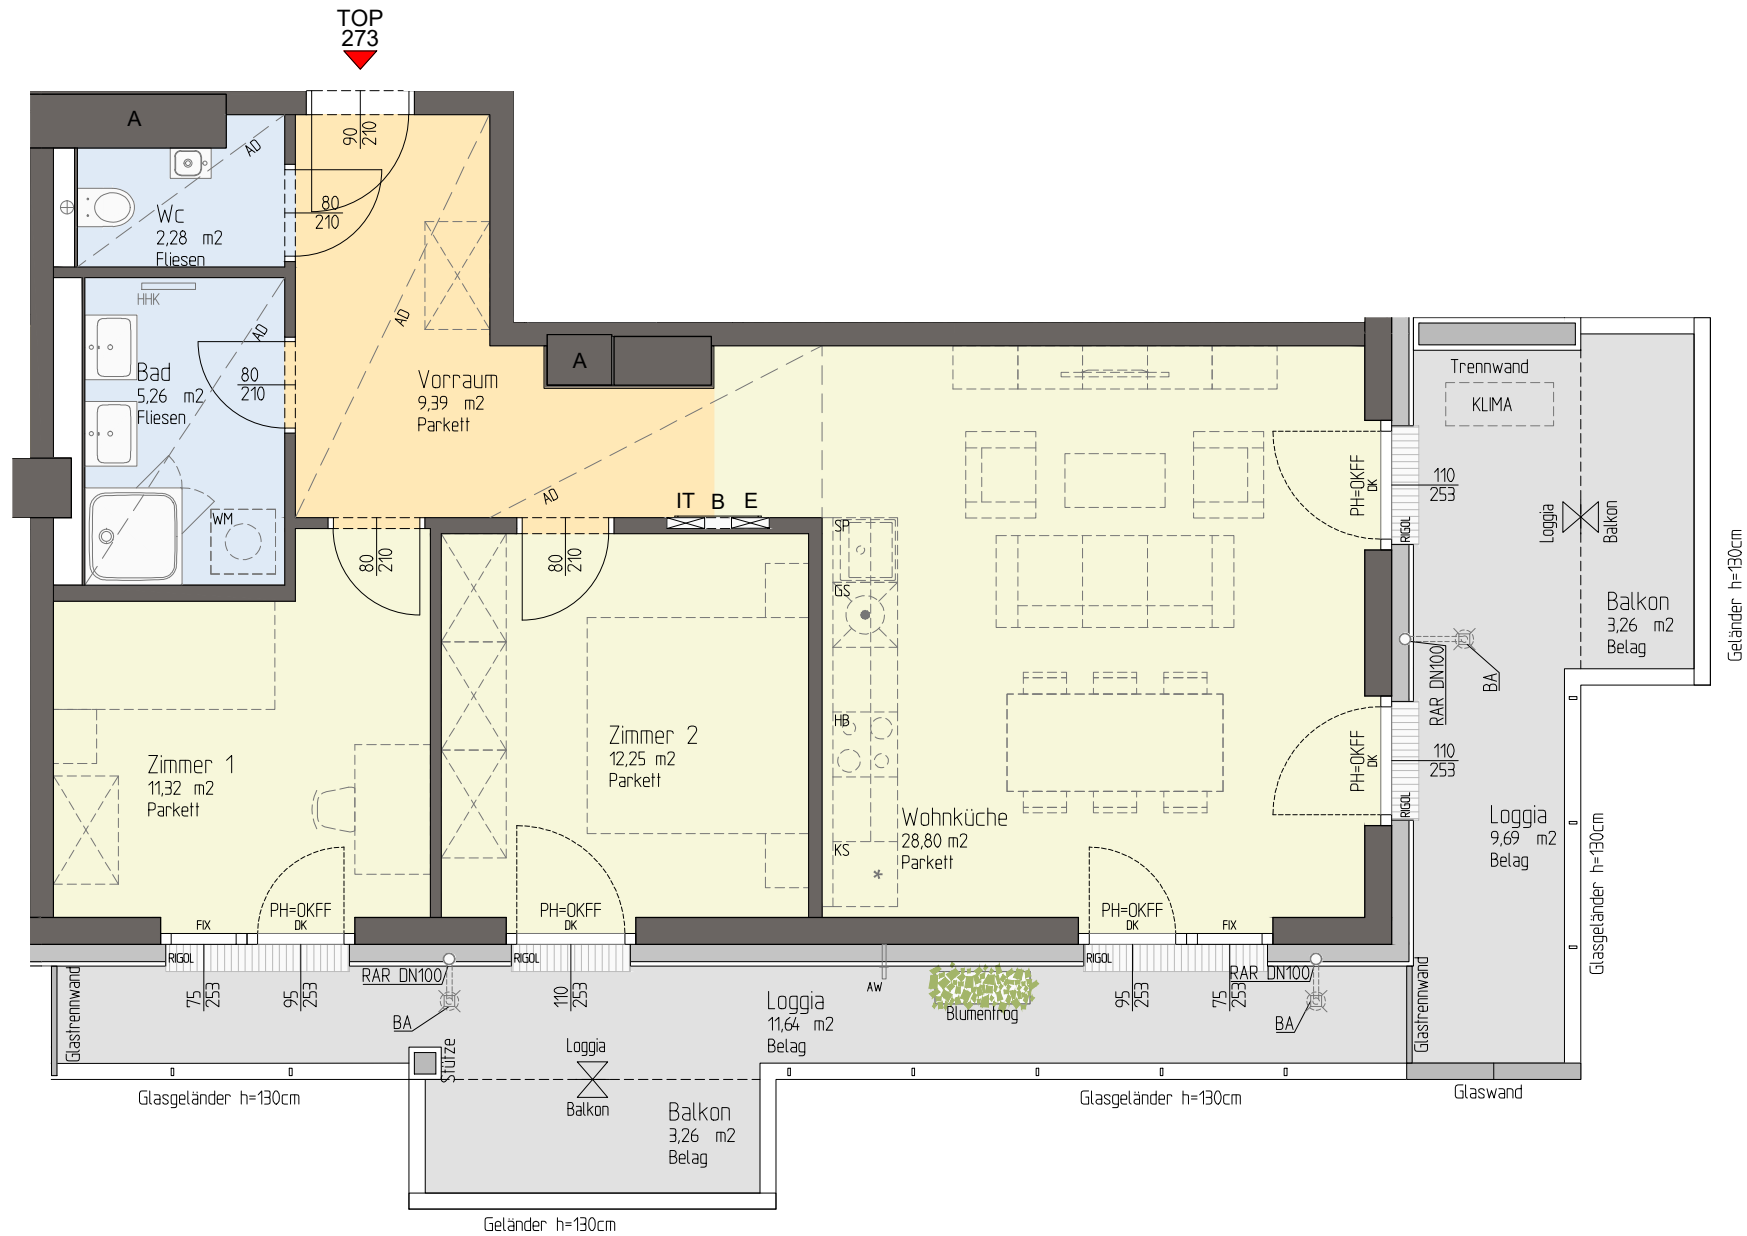 TOP
273
A
90
210
AD
80
210
Wc
2,28 m2
Fliesen
HHK
AD
Bad
5,26 m2
Fliesen
80
210
WM
AD
Vorraum
9,39 m2
Parkett
A
AD
IT B E
80
210
80
210
SP
GS
HB
KS
*
Zimmer 1
11,32 m2
Parkett
Zimmer 2
12,25 m2
Parkett
Wohnküche
28,80 m2
Parkett
PH=OKFF
DK
110
253
RIGOL
PH=OKFF
DK
110
253
RIGOL
Trennwand
KLIMA
Loggia
Balkon
Balkon
3,26 m2
Belag
Geländer h=130cm
RAR DN100
BA
Loggia
9,69 m2
Belag
Glasgeländer h=130cm
FIX
PH=OKFF
DK
PH=OKFF
DK
PH=OKFF
DK
FIX
RIGOL
75
253
95
253
RAR DN100
BA
RIGOL
110
253
RIGOL
95
253
75
253
RAR DN100
BA
AW
Blumentrog
Glastrennwand
Glastrennwand
Stütze
Loggia
11,64 m2
Belag
Loggia
Balkon
Balkon
3,26 m2
Belag
Glasgeländer h=130cm
Glasgeländer h=130cm
Glaswand
Geländer h=130cm